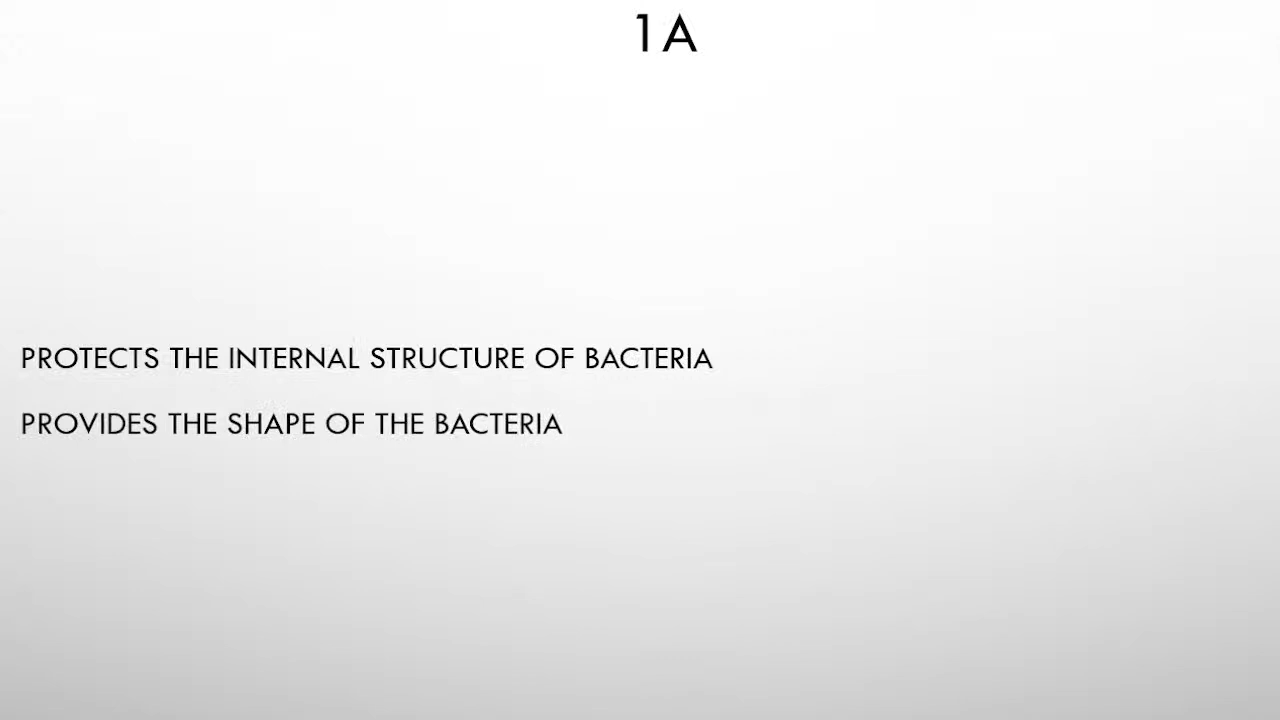 1A
PROTECTS THE INTERNAL STRUCTURE OF BACTERIA
PROVIDES THE SHAPE OF THE BACTERIA